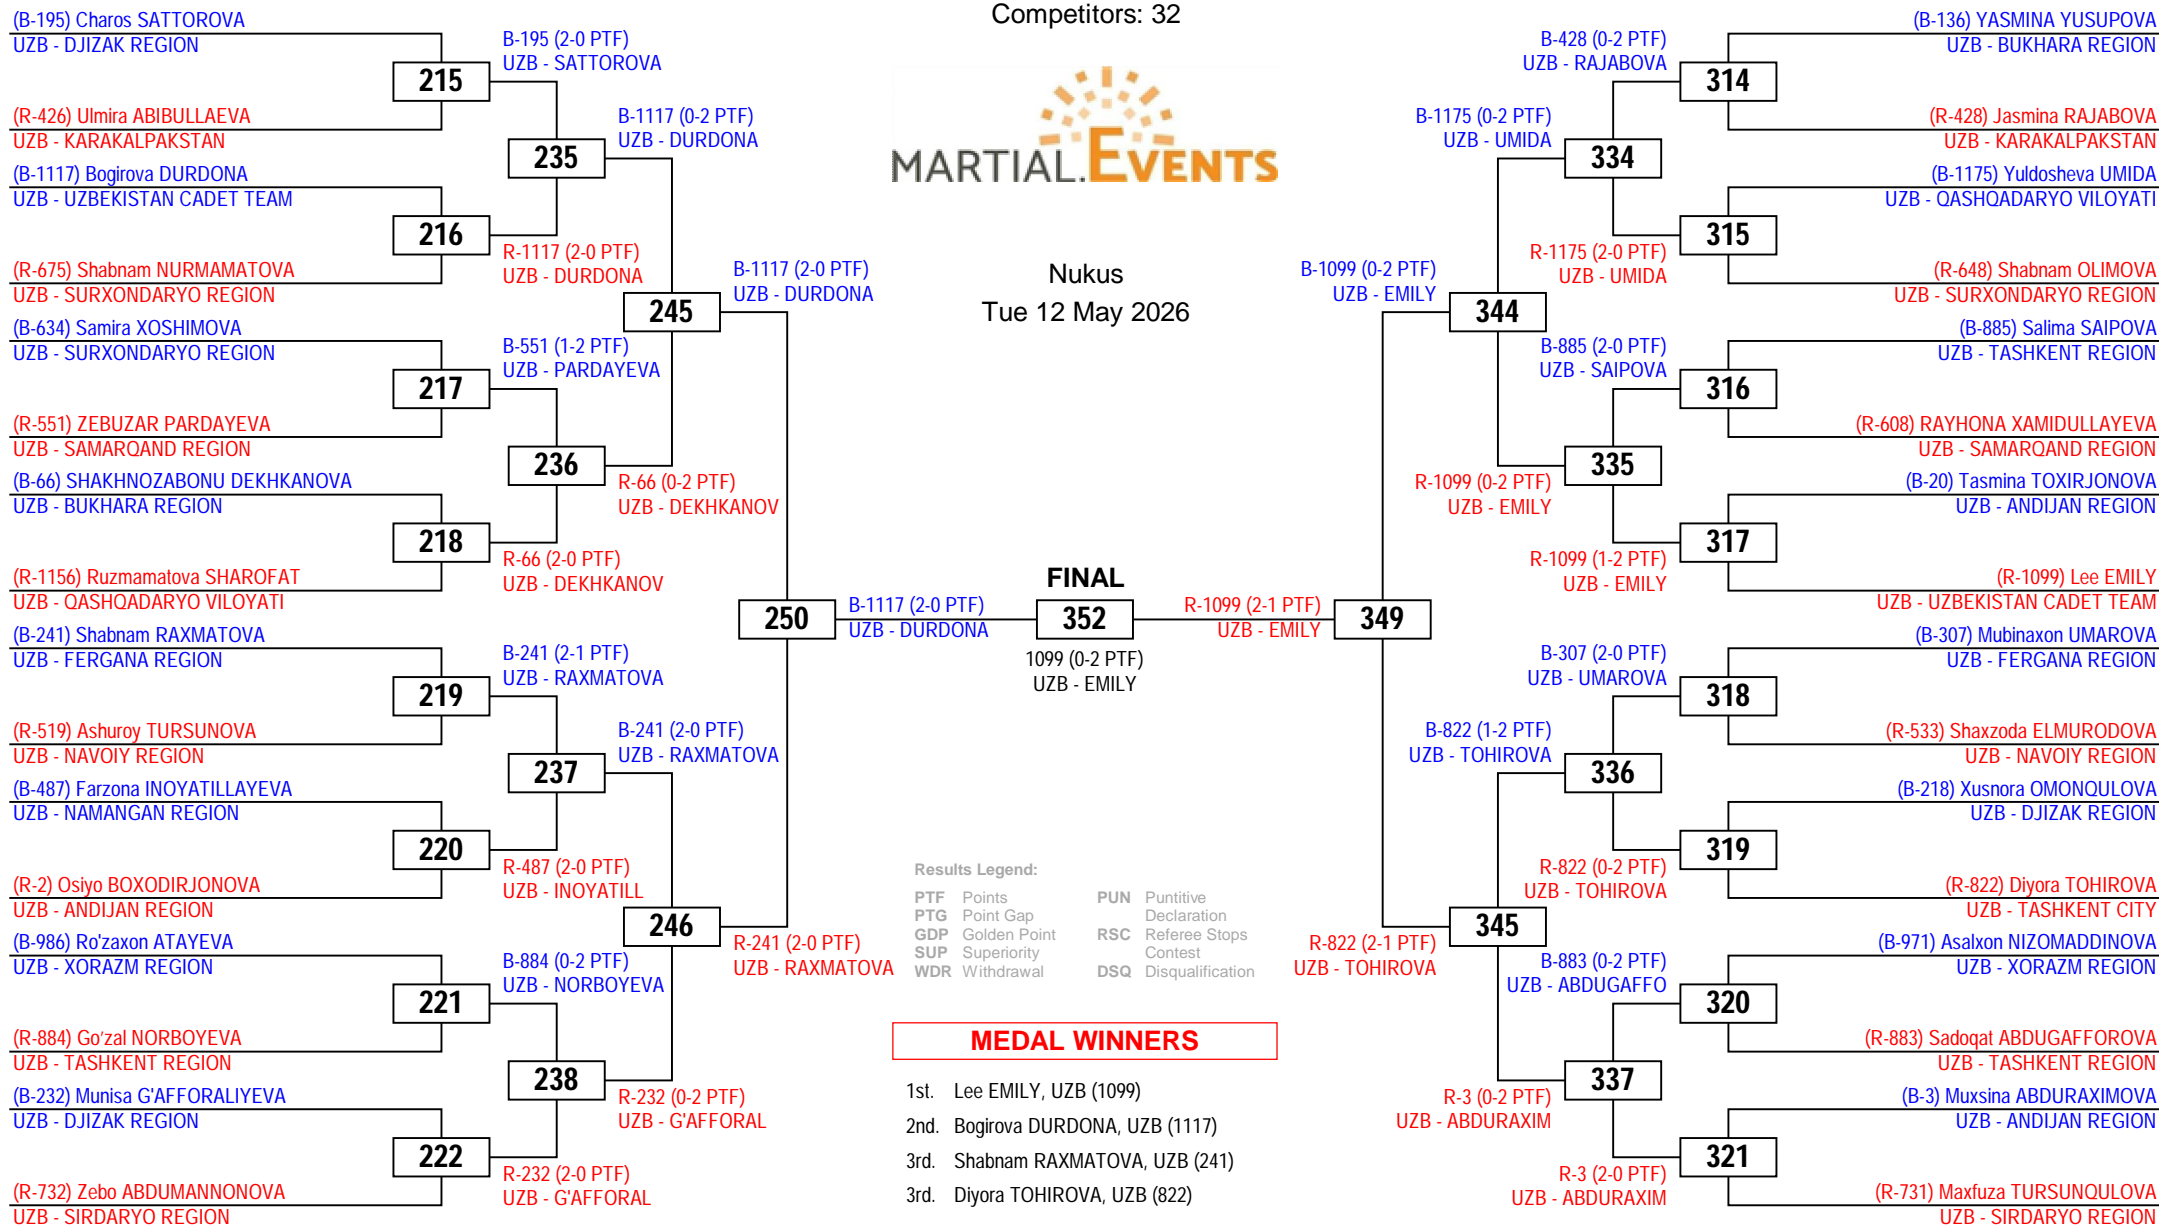 Competitors: 32
MARTIAL.EVENTS
Nukus
Tue 12 May 2026
(B-195) Charos SATTOROVA
UZB - DJIZAK REGION
215
(R-426) Ulmira ABIBULLAEVA
UZB - KARAKALPAKSTAN
(B-1117) Bogirova DURDONA
UZB - UZBEKISTAN CADET TEAM
216
(R-675) Shabnam NURMAMATOVA
UZB - SURXONDARYO REGION
(B-634) Samira XOSHIMOVA
UZB - SURXONDARYO REGION
217
(R-551) ZEBUZAR PARDAYEVA
UZB - SAMARQAND REGION
(B-66) SHAKHNOZABONU DEKHKANOVA
UZB - BUKHARA REGION
218
(R-1156) Ruzmamatova SHAROFAT
UZB - QASHQADARYO VILOYATI
(B-241) Shabnam RAXMATOVA
UZB - FERGANA REGION
219
(R-519) Ashuroy TURSUNOVA
UZB - NAVOIY REGION
(B-487) Farzona INOYATILLAYEVA
UZB - NAMANGAN REGION
220
(R-2) Osiyo BOXODIRJONOVA
UZB - ANDIJAN REGION
(B-986) Ro'zaxon ATAYEVA
UZB - XORAZM REGION
221
(R-884) Go'zal NORBOYEVA
UZB - TASHKENT REGION
(B-232) Munisa G'AFFORALIYEVA
UZB - DJIZAK REGION
222
(R-732) Zebo ABDUMANNONOVA
UZB - SIRDARYO REGION
B-195 (2-0 PTF)
UZB - SATTOROVA
235
R-1117 (2-0 PTF)
UZB - DURDONA
B-551 (1-2 PTF)
UZB - PARDAYEVA
236
R-66 (2-0 PTF)
UZB - DEKHKANOV
B-241 (2-1 PTF)
UZB - RAXMATOVA
237
R-487 (2-0 PTF)
UZB - INOYATILL
B-884 (0-2 PTF)
UZB - NORBOYEVA
238
R-232 (2-0 PTF)
UZB - G'AFFORAL
B-1117 (0-2 PTF)
UZB - DURDONA
245
R-66 (0-2 PTF)
UZB - DEKHKANOV
B-241 (2-0 PTF)
UZB - RAXMATOVA
246
R-232 (0-2 PTF)
UZB - G'AFFORAL
B-1117 (2-0 PTF)
UZB - DURDONA
250
R-241 (2-0 PTF)
UZB - RAXMATOVA
B-1117 (2-0 PTF)
UZB - DURDONA
FINAL
352
1099 (0-2 PTF)
UZB - EMILY
R-1099 (2-1 PTF)
UZB - EMILY
B-1099 (0-2 PTF)
UZB - EMILY
349
R-822 (2-1 PTF)
UZB - TOHIROVA
B-1175 (0-2 PTF)
UZB - UMIDA
344
R-1099 (0-2 PTF)
UZB - EMILY
B-822 (1-2 PTF)
UZB - TOHIROVA
345
R-3 (0-2 PTF)
UZB - ABDURAXIM
B-428 (0-2 PTF)
UZB - RAJABOVA
334
R-1175 (2-0 PTF)
UZB - UMIDA
B-885 (2-0 PTF)
UZB - SAIPOVA
335
R-1099 (1-2 PTF)
UZB - EMILY
B-307 (2-0 PTF)
UZB - UMAROVA
336
R-822 (0-2 PTF)
UZB - TOHIROVA
B-883 (0-2 PTF)
UZB - ABDUGAFFO
337
R-3 (2-0 PTF)
UZB - ABDURAXIM
(B-136) YASMINA YUSUPOVA
UZB - BUKHARA REGION
314
(R-428) Jasmina RAJABOVA
UZB - KARAKALPAKSTAN
(B-1175) Yuldosheva UMIDA
UZB - QASHQADARYO VILOYATI
315
(R-648) Shabnam OLIMOVA
UZB - SURXONDARYO REGION
(B-885) Salima SAIPOVA
UZB - TASHKENT REGION
316
(R-608) RAYHONA XAMIDULLAYEVA
UZB - SAMARQAND REGION
(B-20) Tasmina TOXIRJONOVA
UZB - ANDIJAN REGION
317
(R-1099) Lee EMILY
UZB - UZBEKISTAN CADET TEAM
(B-307) Mubinaxon UMAROVA
UZB - FERGANA REGION
318
(R-533) Shaxzoda ELMURODOVA
UZB - NAVOIY REGION
(B-218) Xusnora OMONQULOVA
UZB - DJIZAK REGION
319
(R-822) Diyora TOHIROVA
UZB - TASHKENT CITY
(B-971) Asalxon NIZOMADDINOVA
UZB - XORAZM REGION
320
(R-883) Sadoqat ABDUGAFFOROVA
UZB - TASHKENT REGION
(B-3) Muxsina ABDURAXIMOVA
UZB - ANDIJAN REGION
321
(R-731) Maxfuza TURSUNQULOVA
UZB - SIRDARYO REGION
Results Legend:
PTF Points
PTG Point Gap
GDP Golden Point
SUP Superiority
WDR Withdrawal
PUN Puntitive
Declaration
RSC Referee Stops
Contest
DSQ Disqualification
MEDAL WINNERS
1st. Lee EMILY, UZB (1099)
2nd. Bogirova DURDONA, UZB (1117)
3rd. Shabnam RAXMATOVA, UZB (241)
3rd. Diyora TOHIROVA, UZB (822)